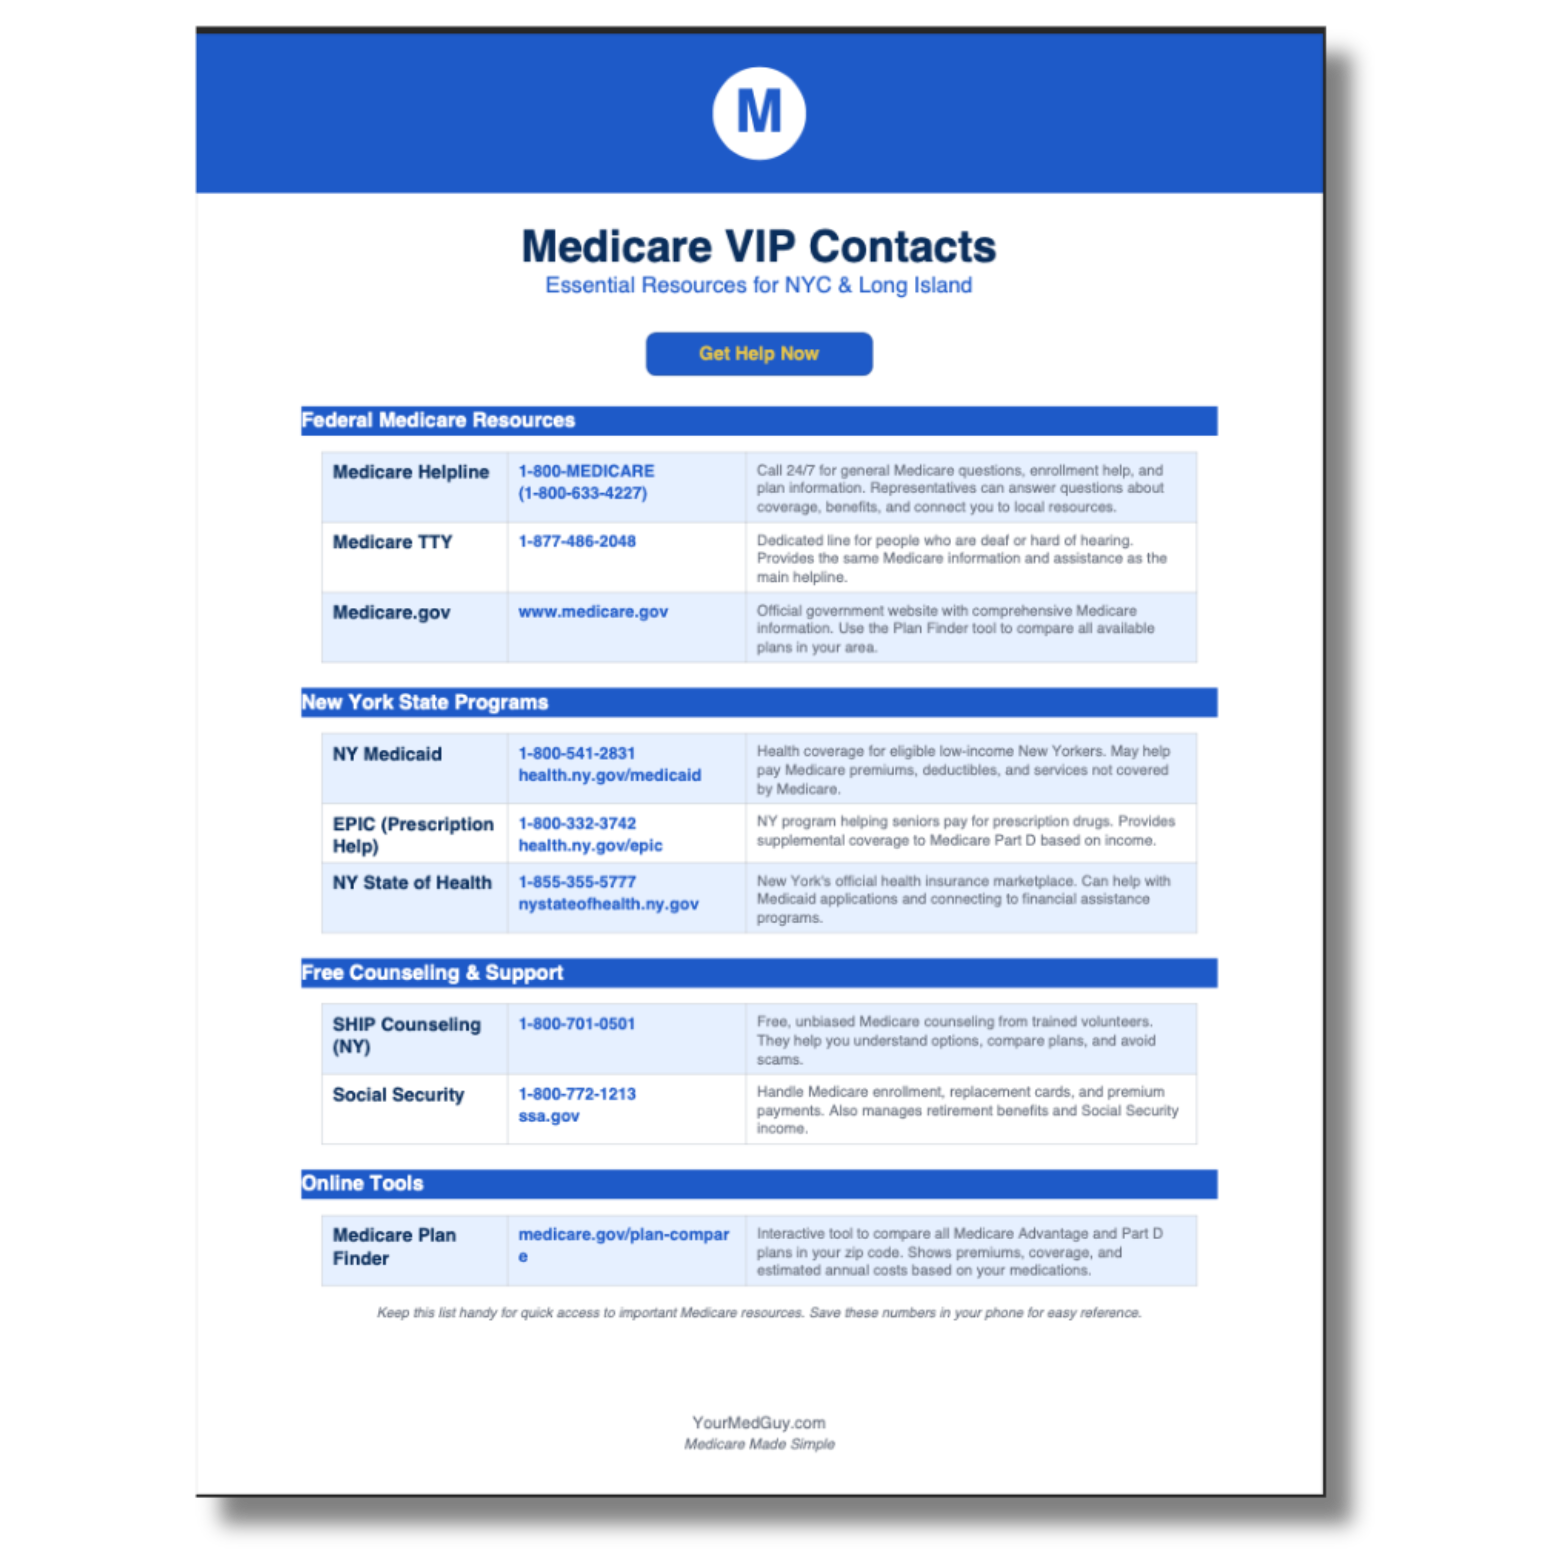 M
Medicare VIP Contacts
Essential Resources for NYC & Long Island
Get Help Now
Federal Medicare Resources
Medicare Helpline
1-800-MEDICARE
(1-800-633-4227)
Call 24/7 for general Medicare questions, enrollment help, and
plan information. Representatives can answer questions about
coverage, benefits, and connect you to local resources.
Medicare TTY
1-877-486-2048
Dedicated line for people who are deaf or hard of hearing.
Provides the same Medicare information and assistance as the
main helpline.
Medicare.gov
www.medicare.gov
Official government website with comprehensive Medicare
information. Use the Plan Finder tool to compare all available
plans in your area.
New York State Programs
NY Medicaid
1-800-541-2831
health.ny.gov/medicaid
Health coverage for eligible low-income New Yorkers. May help
pay Medicare premiums, deductibles, and services not covered
by Medicare.
EPIC (Prescription
Help)
1-800-332-3742
health.ny.gov/epic
NY program helping seniors pay for prescription drugs. Provides
supplemental coverage to Medicare Part D based on income.
NY State of Health
1-855-355-5777
nystateofhealth.ny.gov
New York's official health insurance marketplace. Can help with
Medicaid applications and connecting to financial assistance
programs.
Free Counseling & Support
SHIP Counseling
(NY)
1-800-701-0501
Free, unbiased Medicare counseling from trained volunteers.
They help you understand options, compare plans, and avoid
scams.
Social Security
1-800-772-1213
ssa.gov
Handle Medicare enrollment, replacement cards, and premium
payments. Also manages retirement benefits and Social Security
income.
Online Tools
Medicare Plan
Finder
medicare.gov/plan-compar
e
Interactive tool to compare all Medicare Advantage and Part D
plans in your zip code. Shows premiums, coverage, and
estimated annual costs based on your medications.
Keep this list handy for quick access to important Medicare resources. Save these numbers in your phone for easy reference.
YourMedGuy.com
Medicare Made Simple